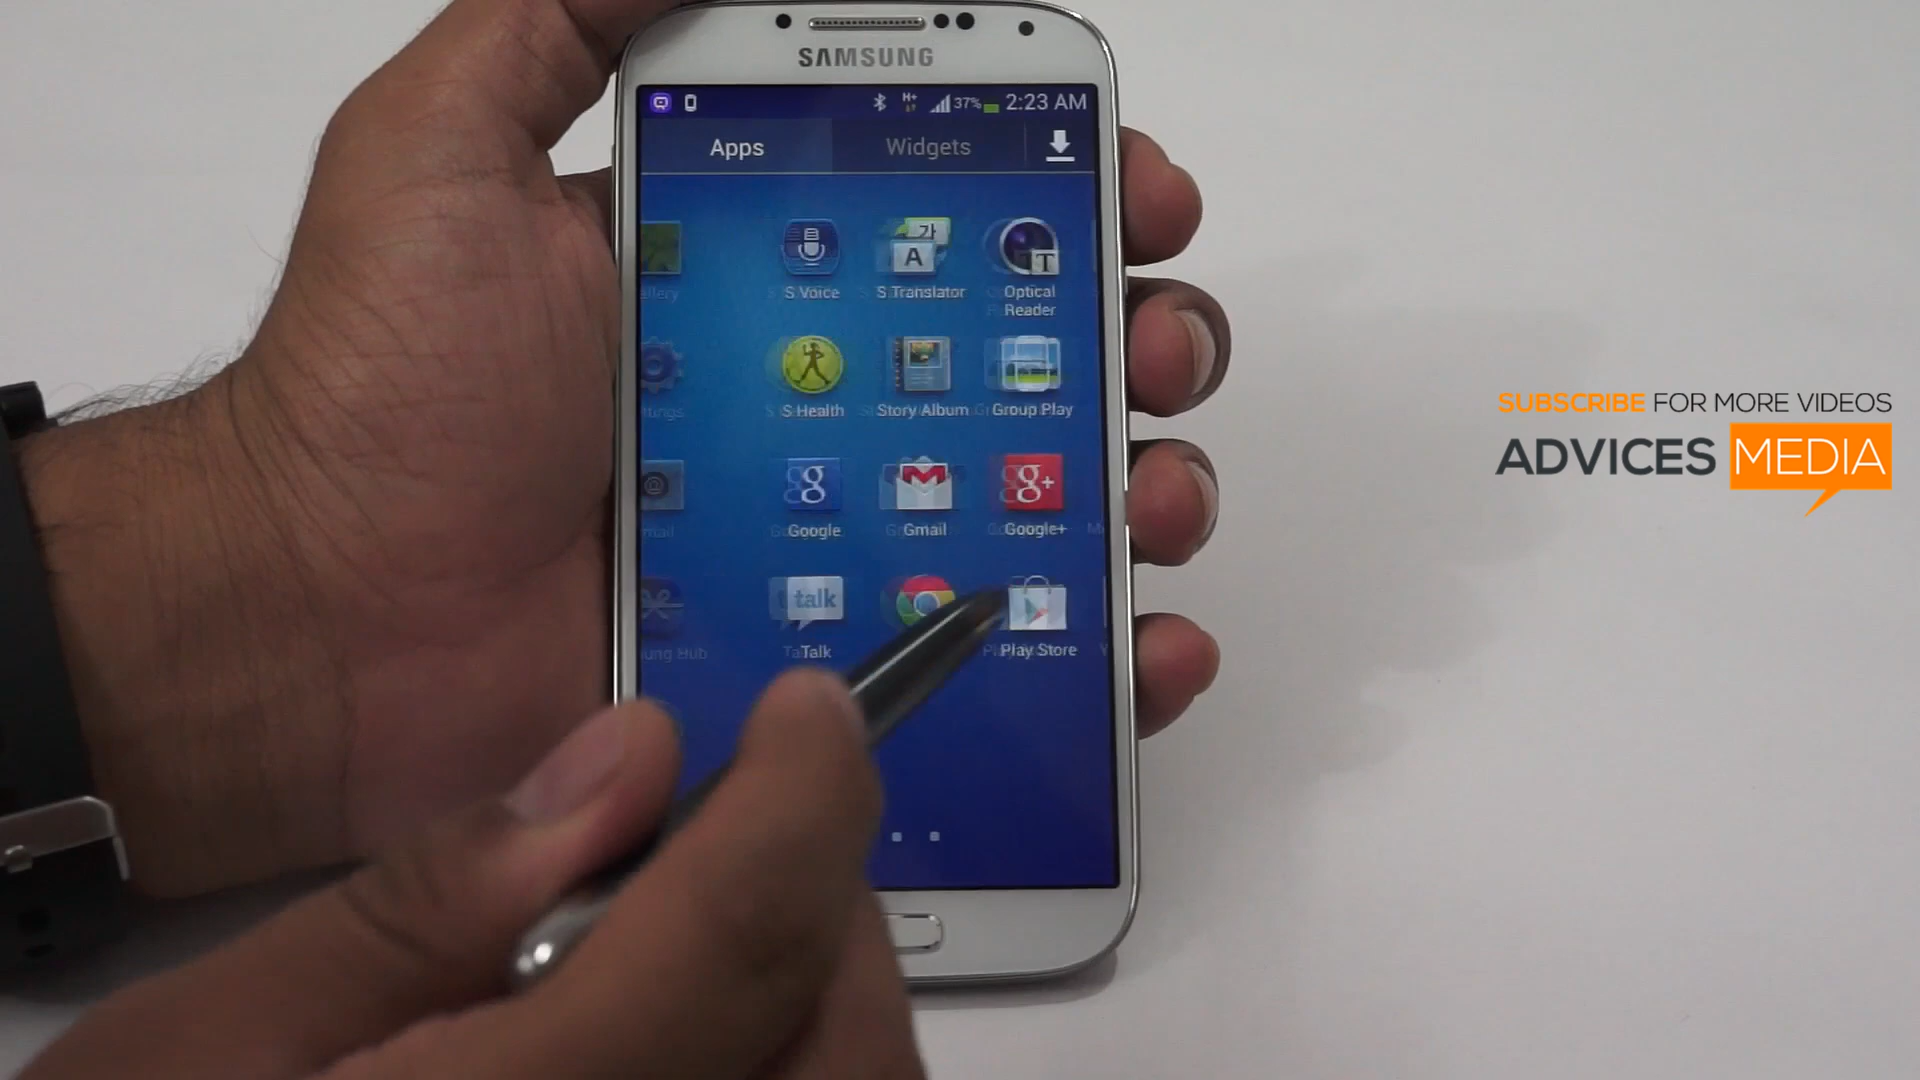 SAMSUNG
H+ 37% 2:23 AM
Apps Widgets
S Voice S Translator Optical Reader
S Health Story Album Group Play
Google Gmail Google+
talk
Talk Play Store
SUBSCRIBE FOR MORE VIDEOS
ADVICES MEDIA